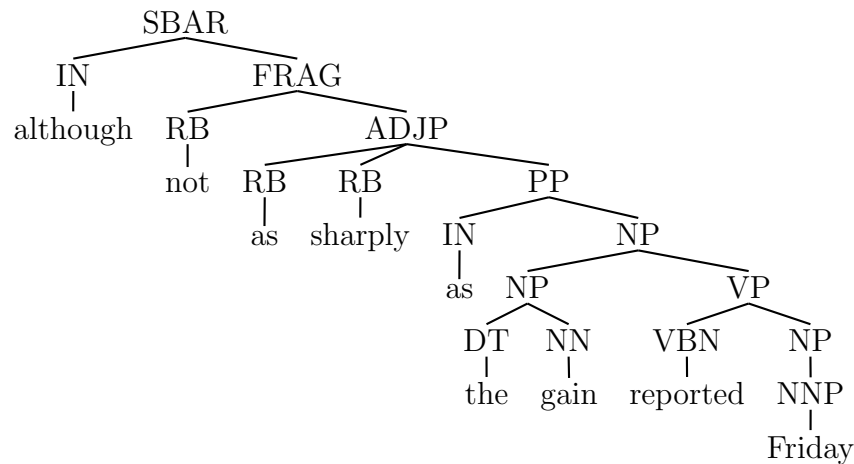 SBAR
IN FRAG
although RB ADJP
not RB RB PP
as sharply IN NP
as NP VP
DT NN VBN NP
the gain reported NNP
Friday